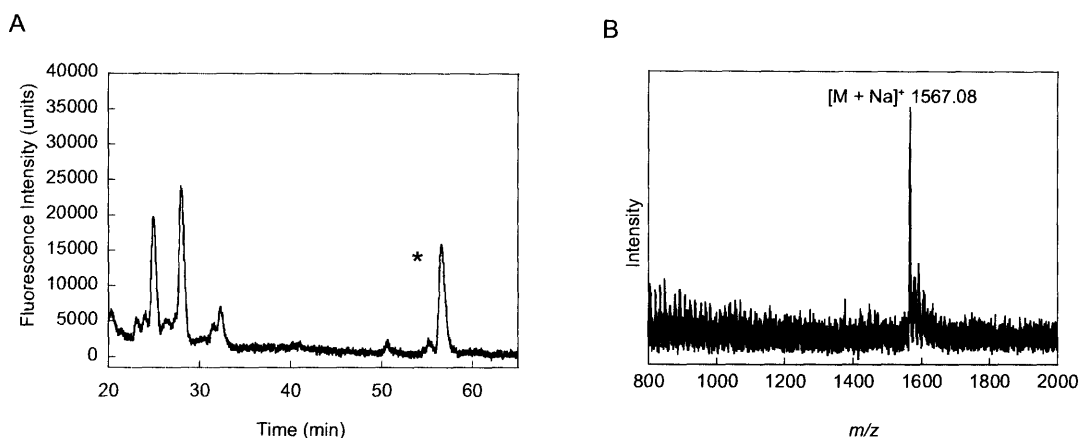 A
Fluorescence Intensity (units)
40000
35000
30000
25000
20000
15000
10000
5000
0
*
20 30 40 50 60
Time (min)
B
Intensity
[M + Na]⁺ 1567.08
800 1000 1200 1400 1600 1800 2000
m/z